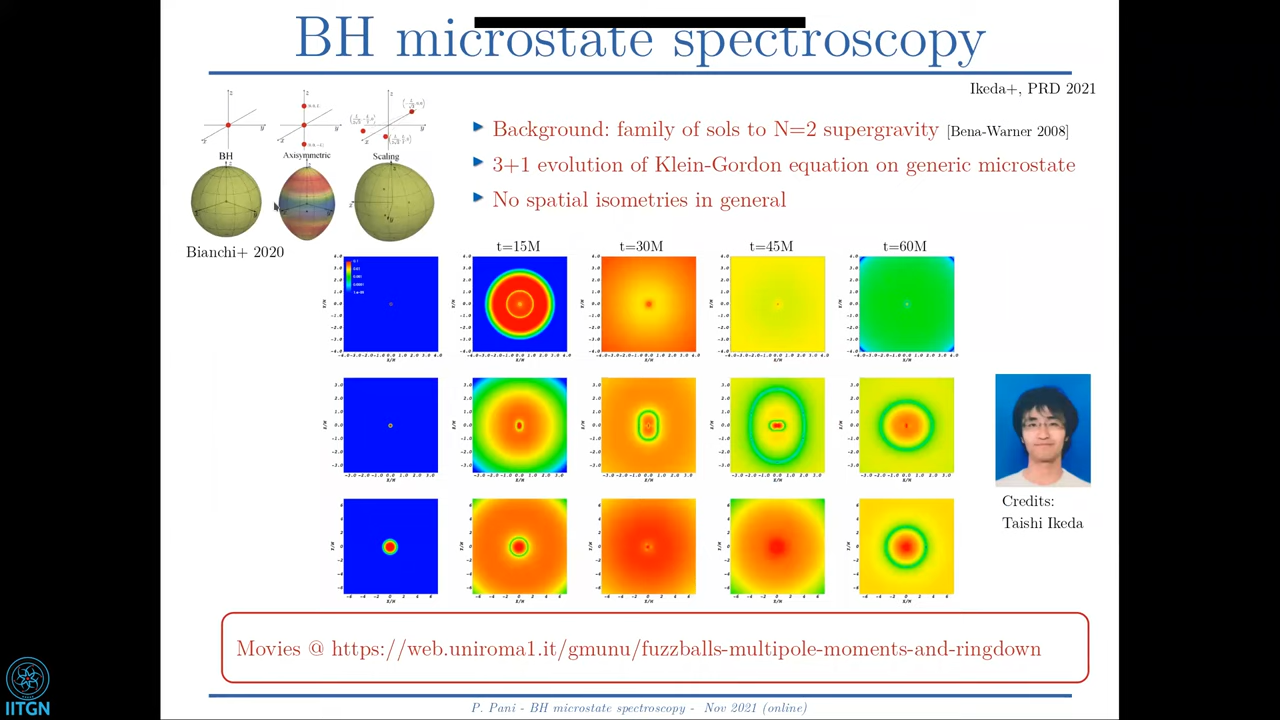 BH microstate spectroscopy
Ikeda+, PRD 2021
Background: family of sols to N=2 supergravity [Bena-Warner 2008]
3+1 evolution of Klein-Gordon equation on generic microstate
No spatial isometries in general
BH Axisymmetric Scaling
Bianchi+ 2020
t=15M t=30M t=45M t=60M
Credits:
Taishi Ikeda
Movies @ https://web.uniroma1.it/gmunu/fuzzballs-multipole-moments-and-ringdown
P. Pani - BH microstate spectroscopy - Nov 2021 (online)
IITGN